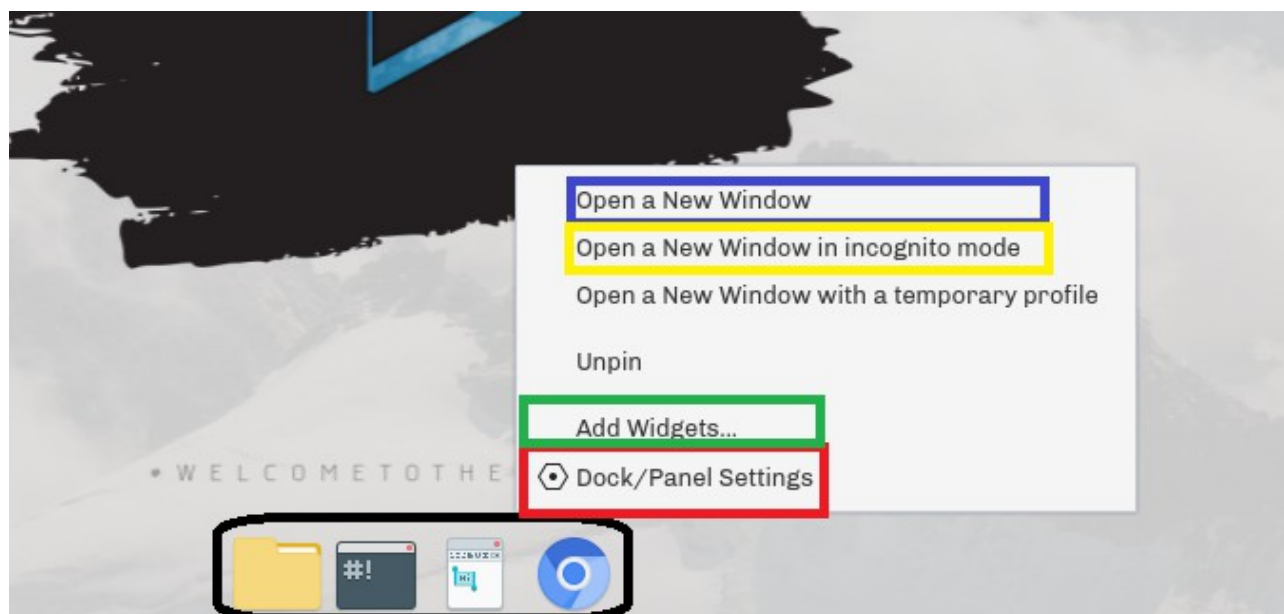 Open a New Window
Open a New Window in incognito mode
Open a New Window with a temporary profile
Unpin
Add Widgets...
• W E L C O M E T O T H E
Dock/Panel Settings
#!
Hi